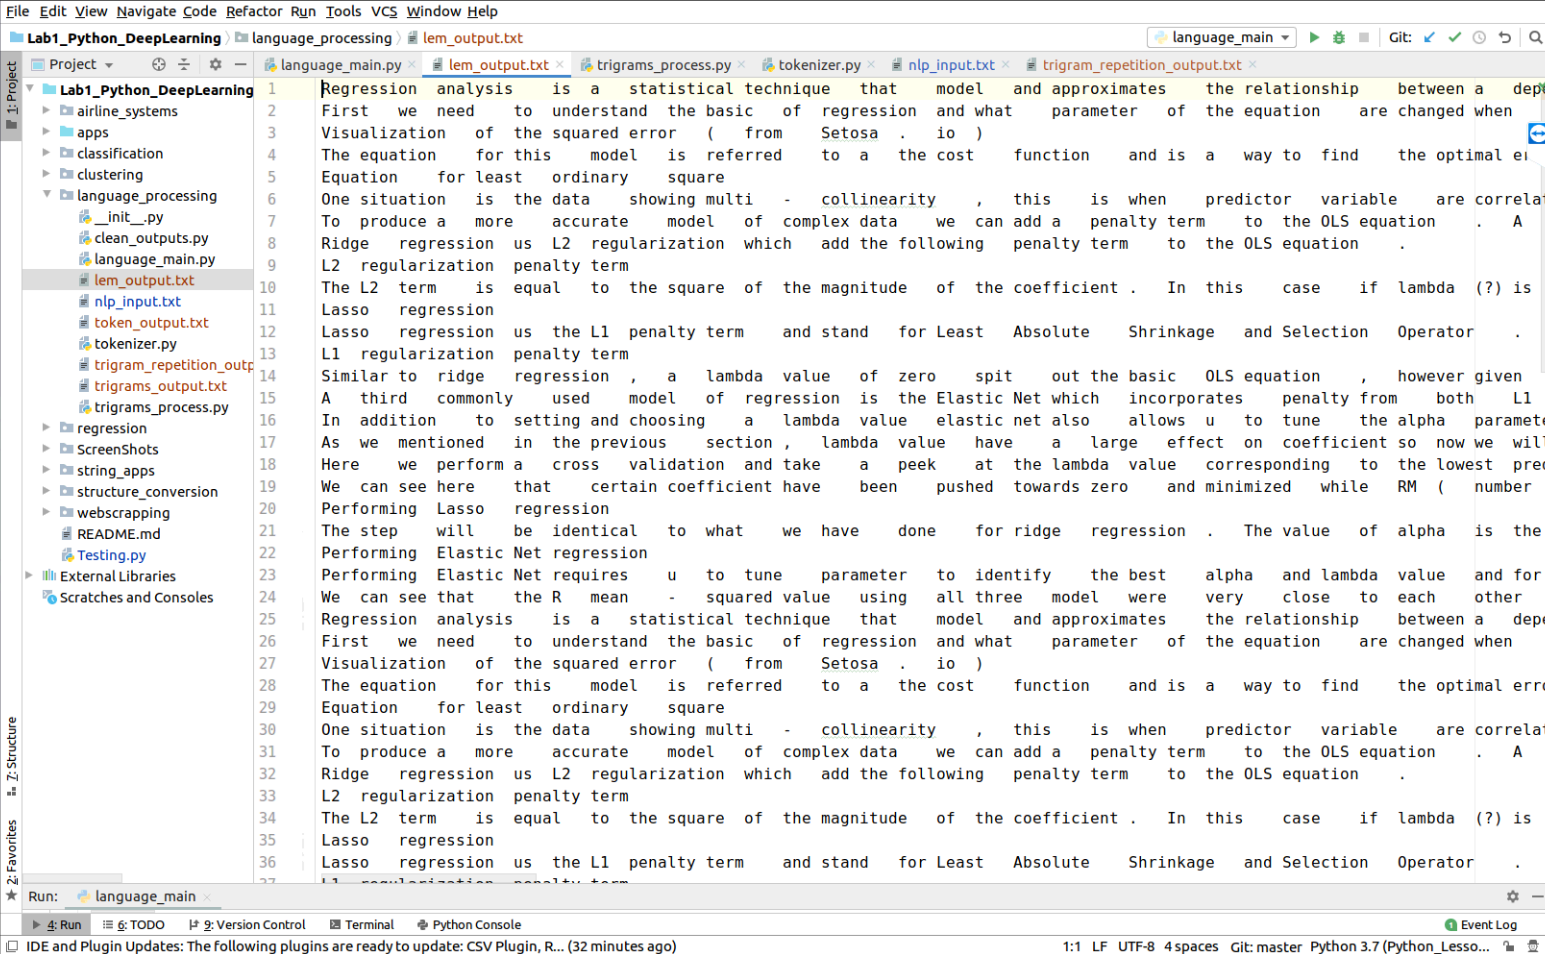 File Edit View Navigate Code Refactor Run Tools VCS Window Help
Lab1_Python_DeepLearning language_processing lem_output.txt language_main Git:
Project language_main.py lem_output.txt trigrams_process.py tokenizer.py nlp_input.txt trigram_repetition_output.txt
1: Project
Lab1_Python_DeepLearning
airline_systems
apps
classification
clustering
language_processing
__init__.py
clean_outputs.py
language_main.py
lem_output.txt
nlp_input.txt
token_output.txt
tokenizer.py
trigram_repetition_outp
trigrams_output.txt
trigrams_process.py
regression
ScreenShots
string_apps
structure_conversion
webscrapping
README.md
Testing.py
External Libraries
Scratches and Consoles
7: Structure
2: Favorites
1 Regression analysis is a statistical technique that model and approximates the relationship between a dep
2 First we need to understand the basic of regression and what parameter of the equation are changed when
3 Visualization of the squared error ( from Setosa . io )
4 The equation for this model is referred to a the cost function and is a way to find the optimal er
5 Equation for least ordinary square
6 One situation is the data showing multi - collinearity , this is when predictor variable are correlat
7 To produce a more accurate model of complex data we can add a penalty term to the OLS equation . A
8 Ridge regression us L2 regularization which add the following penalty term to the OLS equation .
9 L2 regularization penalty term
10 The L2 term is equal to the square of the magnitude of the coefficient . In this case if lambda (?) is
11 Lasso regression
12 Lasso regression us the L1 penalty term and stand for Least Absolute Shrinkage and Selection Operator .
13 L1 regularization penalty term
14 Similar to ridge regression , a lambda value of zero spit out the basic OLS equation , however given
15 A third commonly used model of regression is the Elastic Net which incorporates penalty from both L1
16 In addition to setting and choosing a lambda value elastic net also allows u to tune the alpha paramete
17 As we mentioned in the previous section , lambda value have a large effect on coefficient so now we will
18 Here we perform a cross validation and take a peek at the lambda value corresponding to the lowest pred
19 We can see here that certain coefficient have been pushed towards zero and minimized while RM ( number
20 Performing Lasso regression
21 The step will be identical to what we have done for ridge regression . The value of alpha is the
22 Performing Elastic Net regression
23 Performing Elastic Net requires u to tune parameter to identify the best alpha and lambda value and for
24 We can see that the R mean - squared value using all three model were very close to each other
25 Regression analysis is a statistical technique that model and approximates the relationship between a depe
26 First we need to understand the basic of regression and what parameter of the equation are changed when
27 Visualization of the squared error ( from Setosa . io )
28 The equation for this model is referred to a the cost function and is a way to find the optimal erro
29 Equation for least ordinary square
30 One situation is the data showing multi - collinearity , this is when predictor variable are correlat
31 To produce a more accurate model of complex data we can add a penalty term to the OLS equation . A
32 Ridge regression us L2 regularization which add the following penalty term to the OLS equation .
33 L2 regularization penalty term
34 The L2 term is equal to the square of the magnitude of the coefficient . In this case if lambda (?) is
35 Lasso regression
36 Lasso regression us the L1 penalty term and stand for Least Absolute Shrinkage and Selection Operator .
37 L1 regularization penalty term
Run: language_main
4: Run 6: TODO 9: Version Control Terminal Python Console 1 Event Log
IDE and Plugin Updates: The following plugins are ready to update: CSV Plugin, R... (32 minutes ago) 1:1 LF UTF-8 4 spaces Git: master Python 3.7 (Python_Lesso...